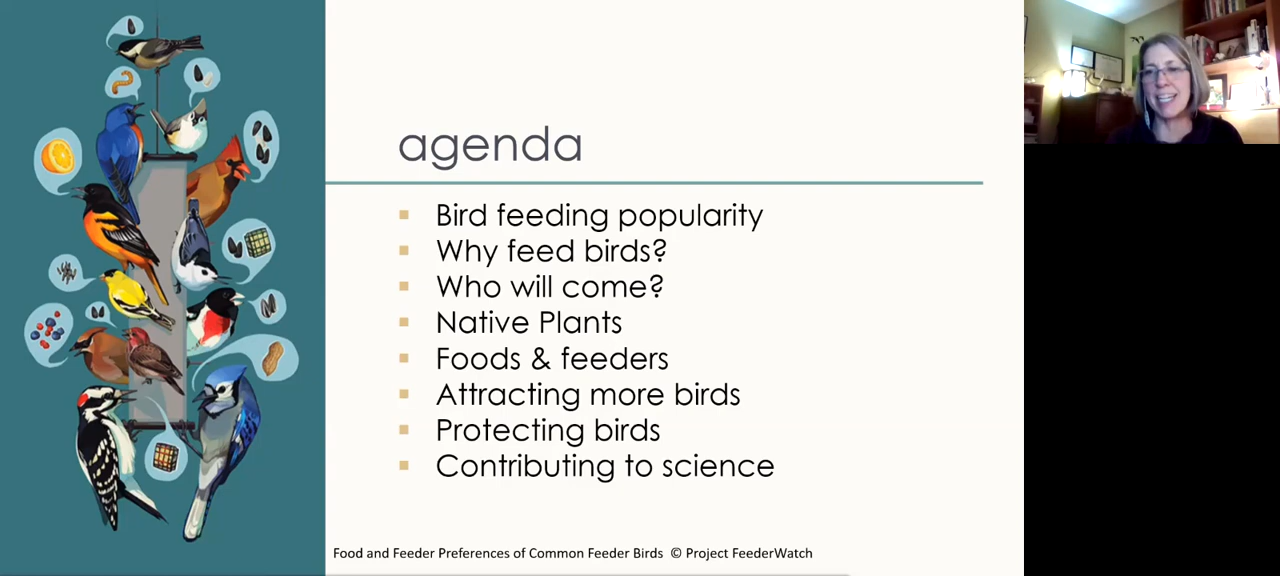 agenda
Bird feeding popularity
Why feed birds?
Who will come?
Native Plants
Foods & feeders
Attracting more birds
Protecting birds
Contributing to science
Food and Feeder Preferences of Common Feeder Birds © Project FeederWatch